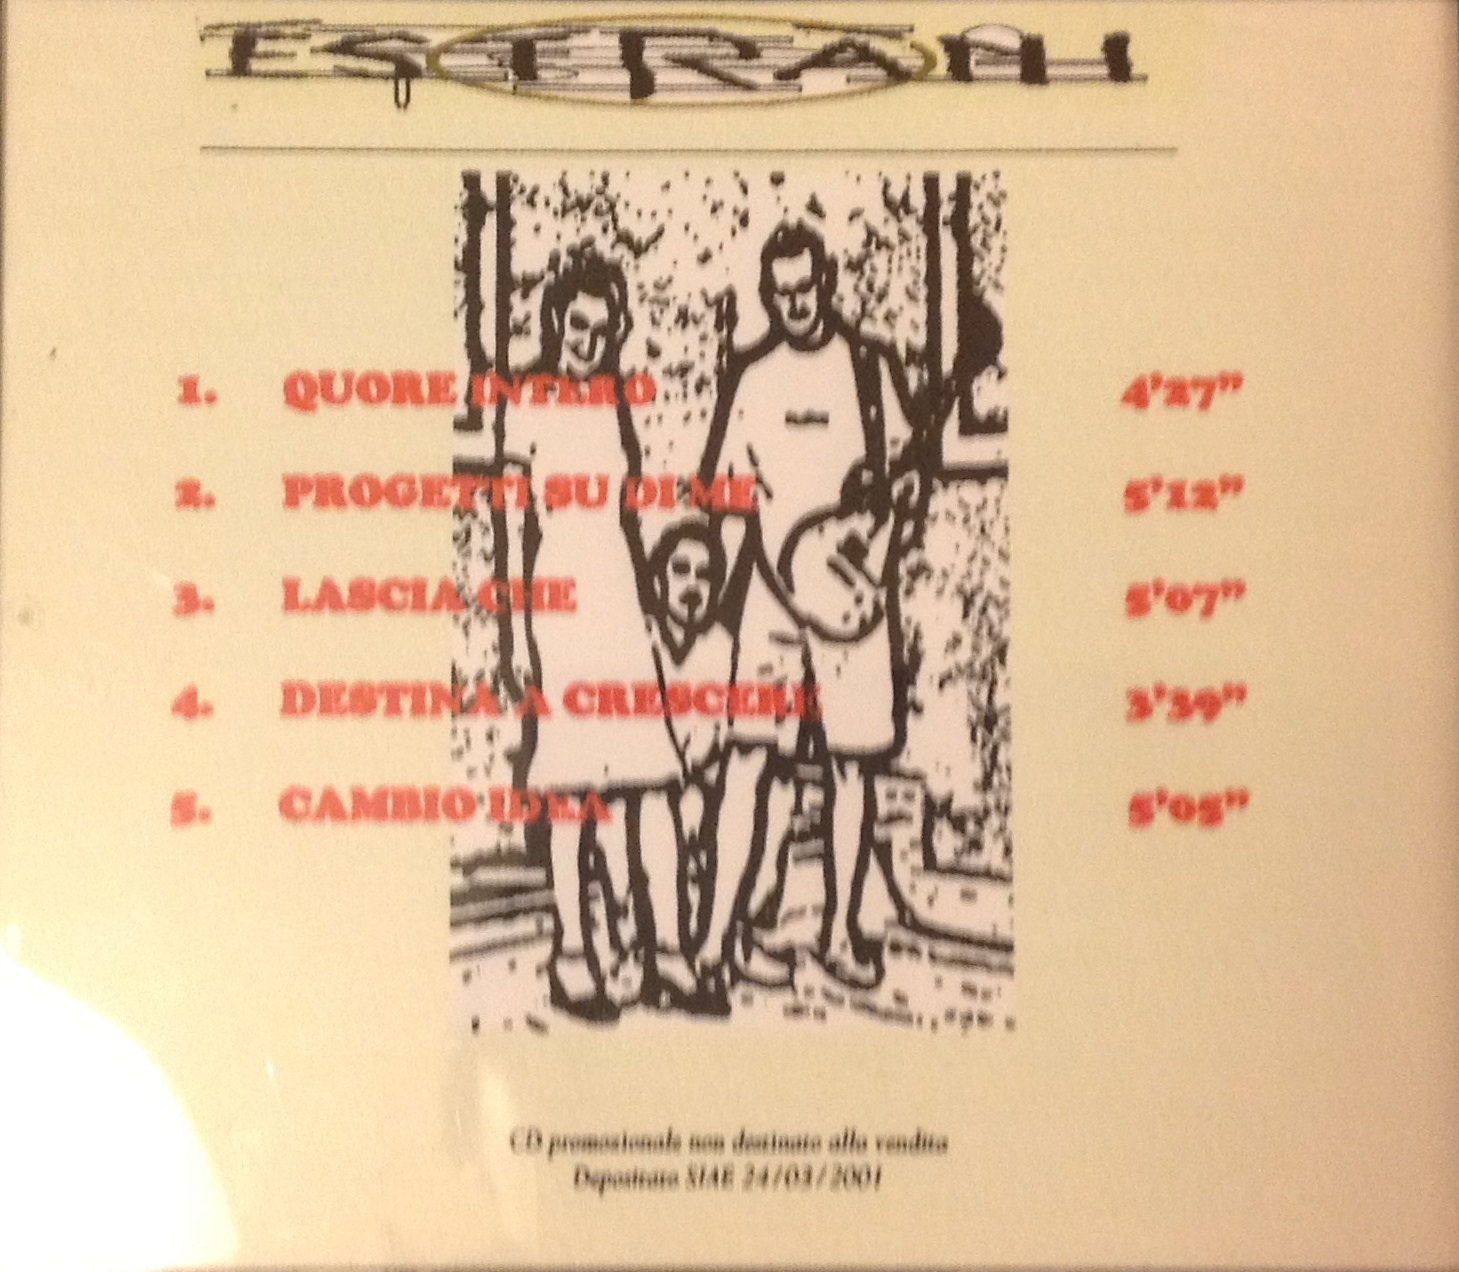 ESTRANI
1. QUORE INTERO 4'27”
2. PROGETTI SU DI ME 5'12”
3. LASCIA CHE 5'07”
4. DESTINA A CRESCERE 3'39”
5. CAMBIO IDEA 5'05”
CD promozionale non destinato alla vendita
Depositato SIAE 24/03/2001